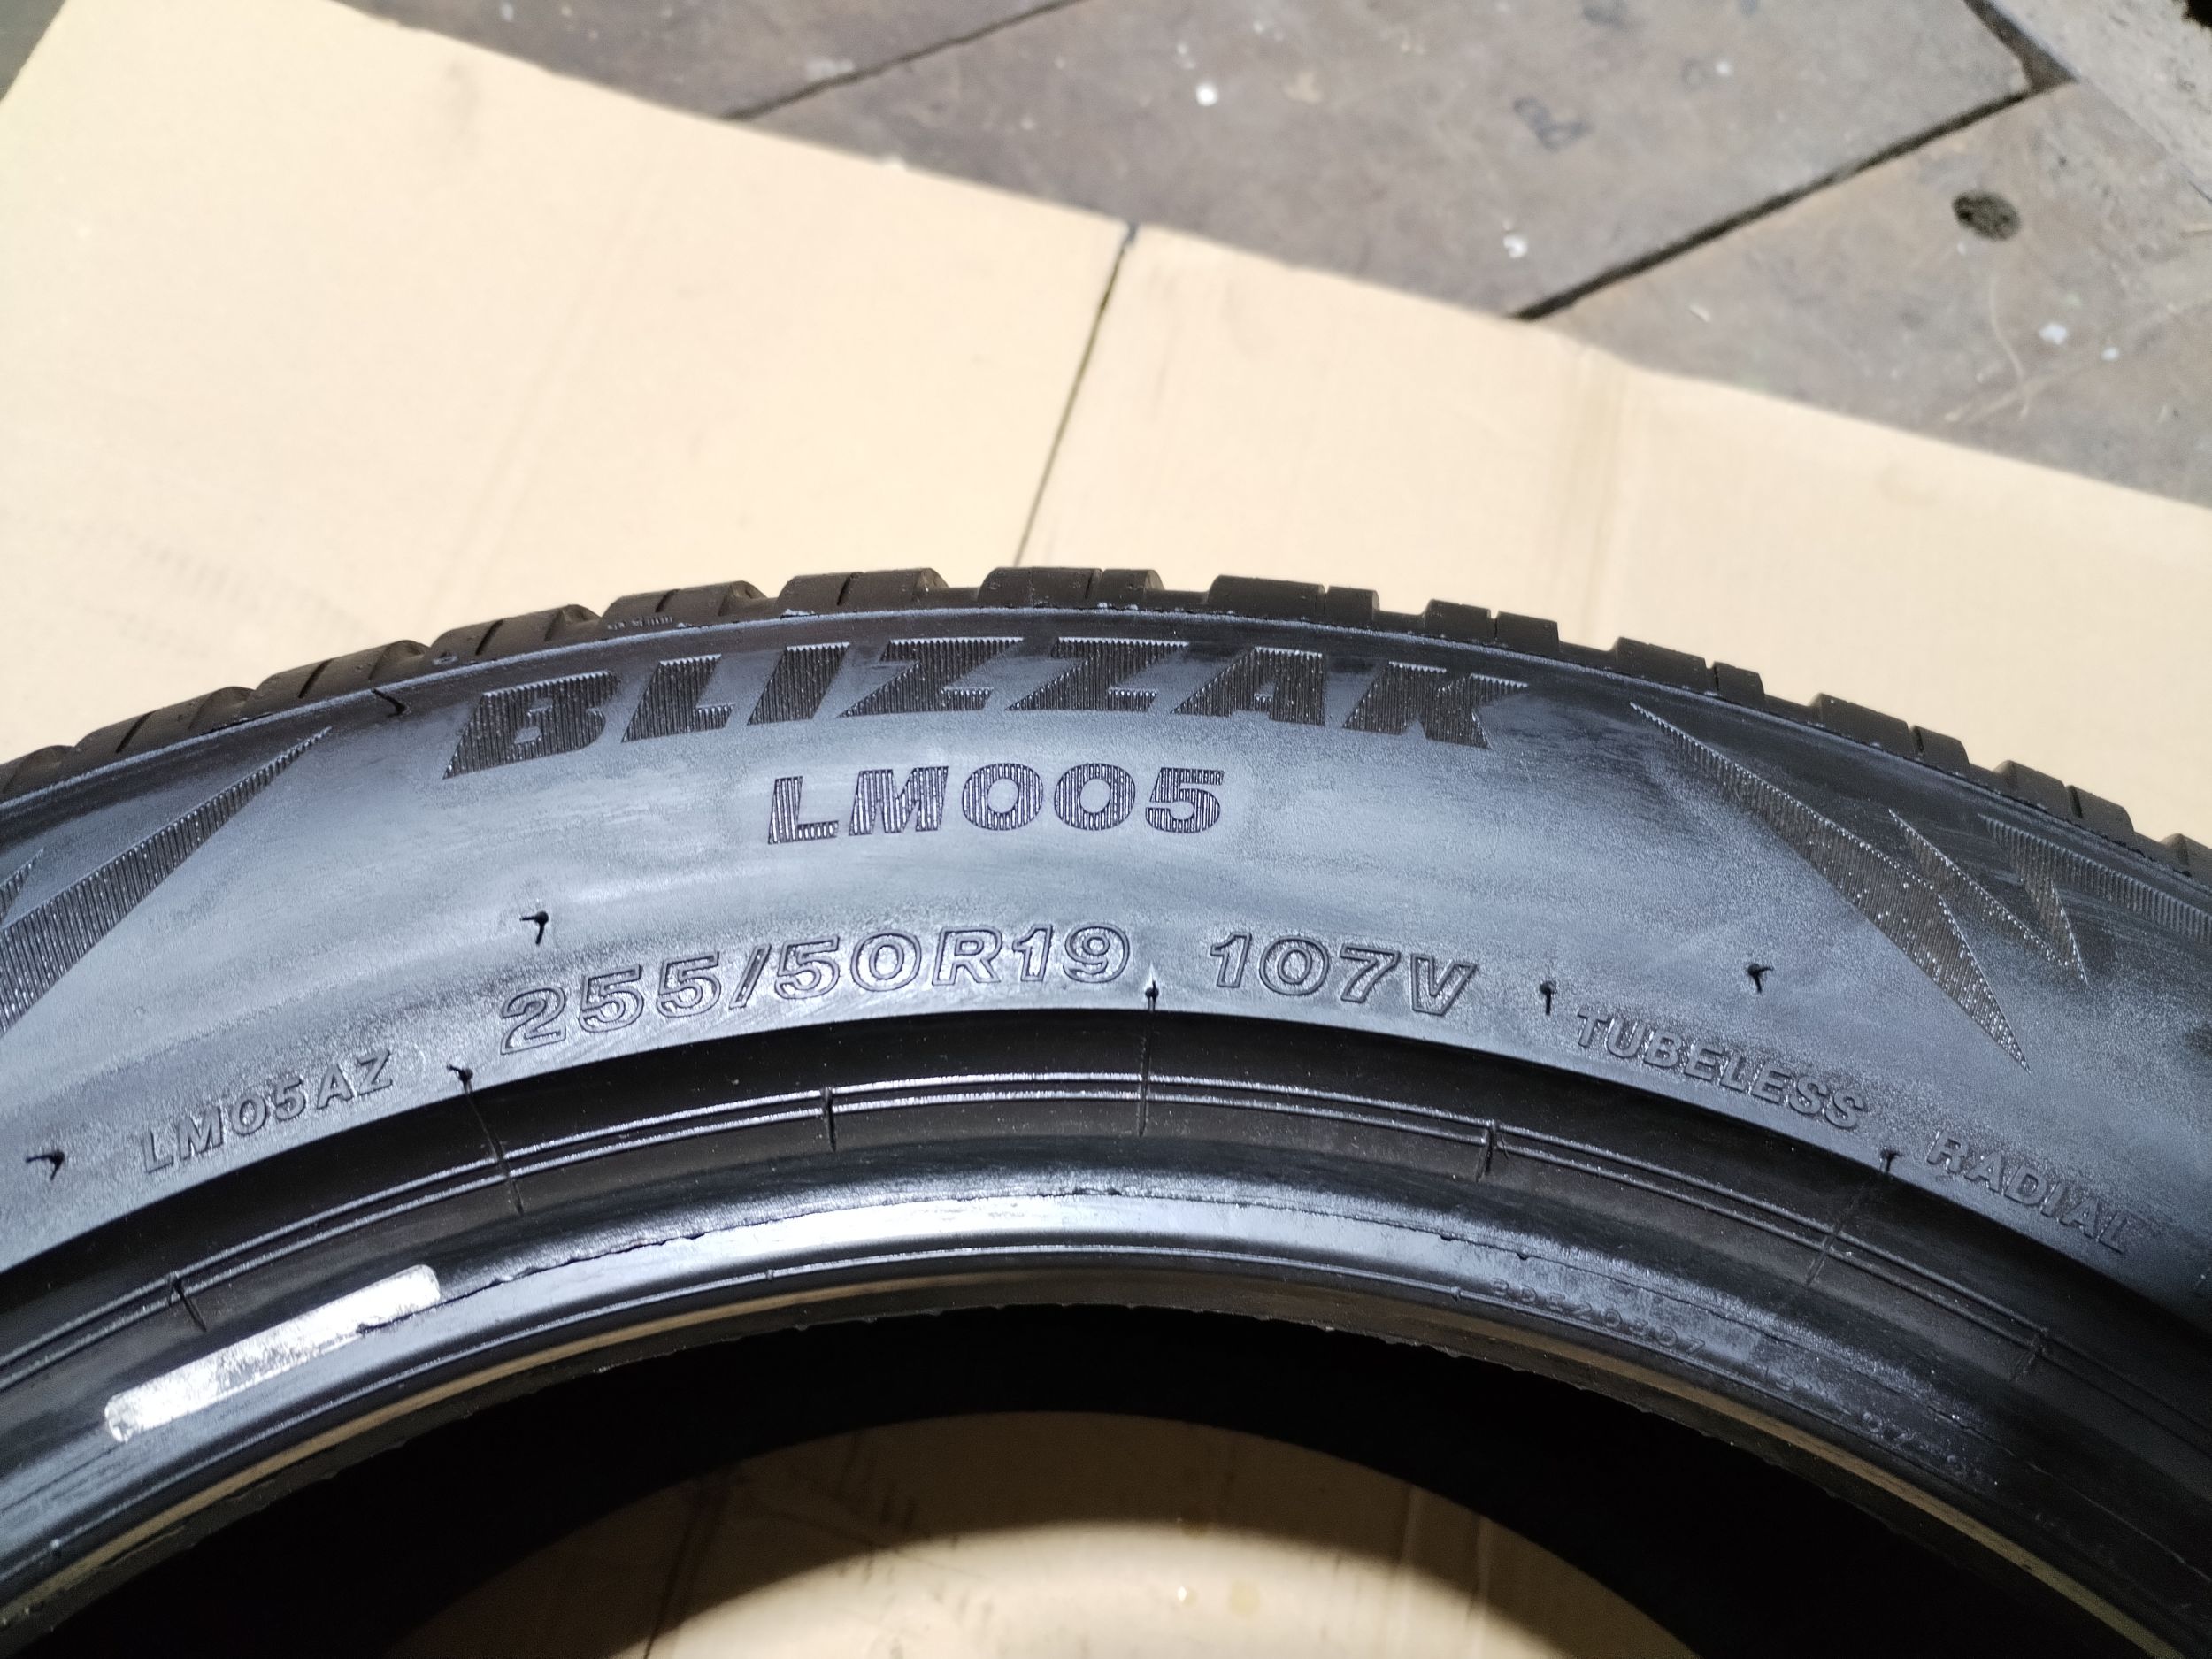 BLIZZAK
LM005
LM05AZ 255/50R19 107V TUBELESS RADIAL